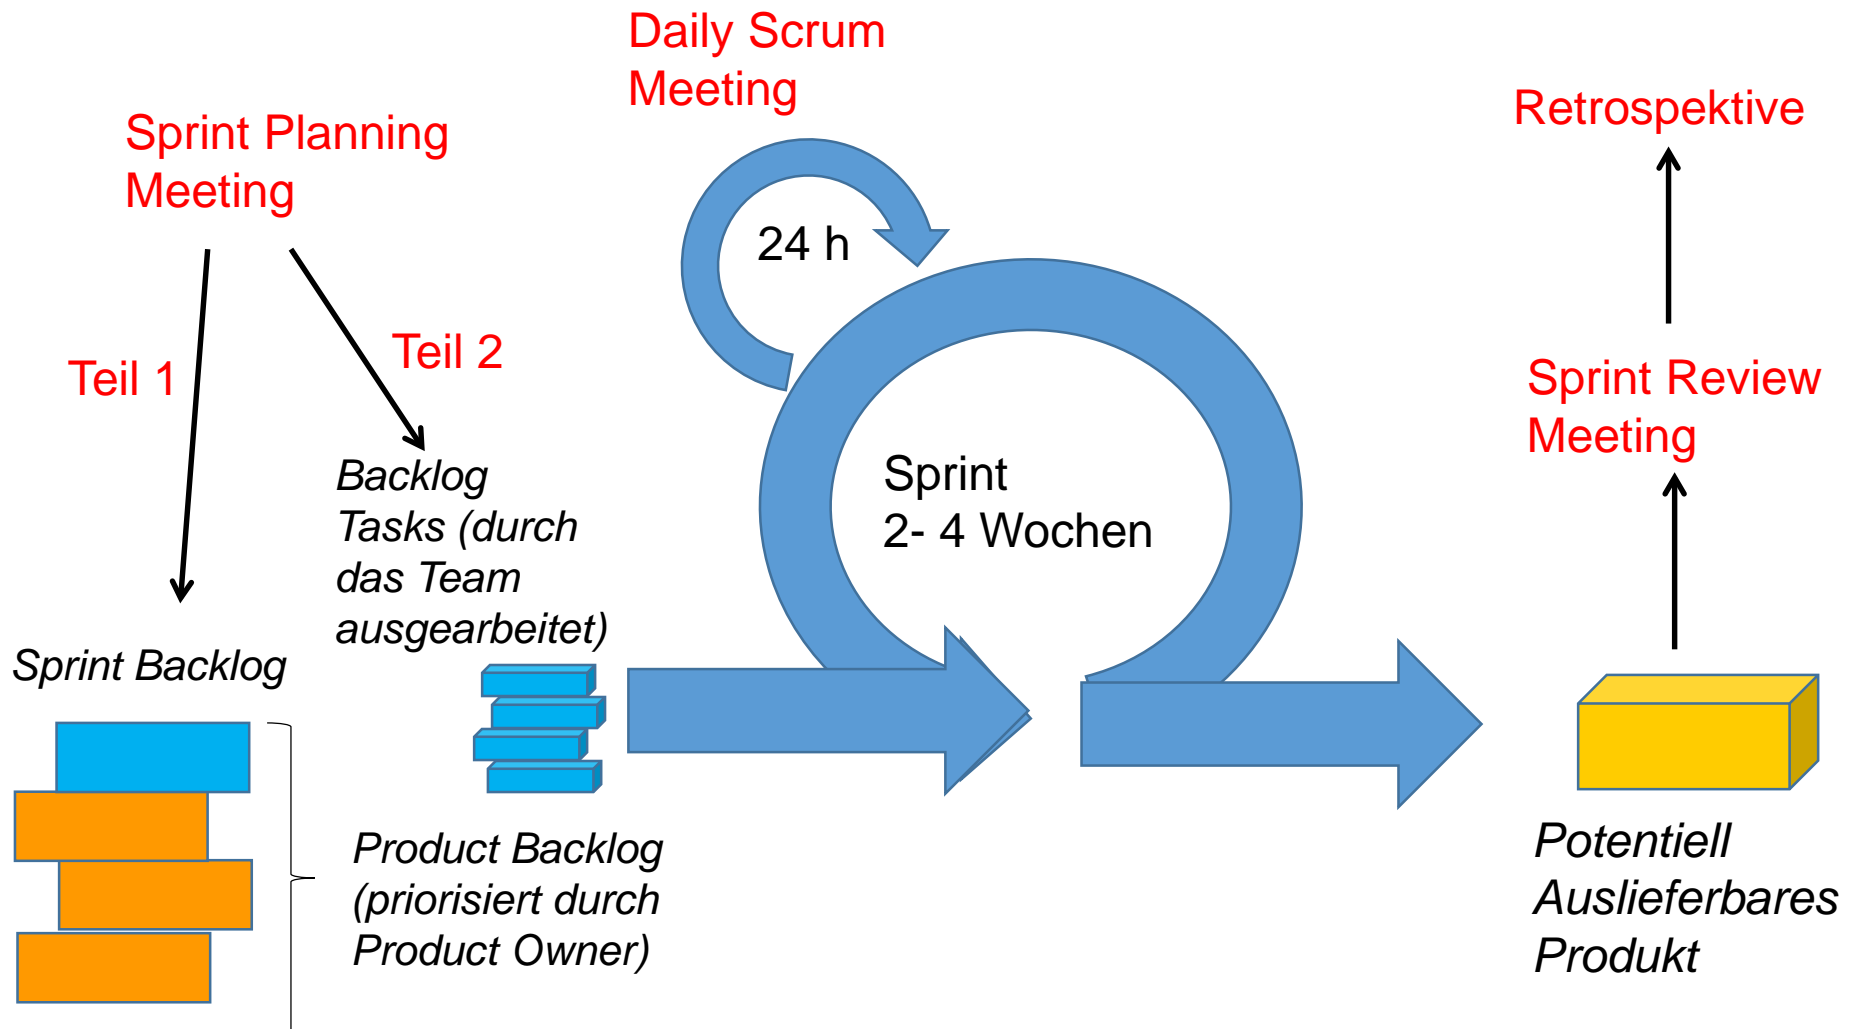 Daily Scrum
Meeting
Sprint Planning
Meeting
Retrospektive
24 h
Teil 1
Teil 2
Sprint Review
Meeting
Backlog
Tasks (durch
das Team
ausgearbeitet)
Sprint
2- 4 Wochen
Sprint Backlog
Product Backlog
(priorisiert durch
Product Owner)
Potentiell
Auslieferbares
Produkt